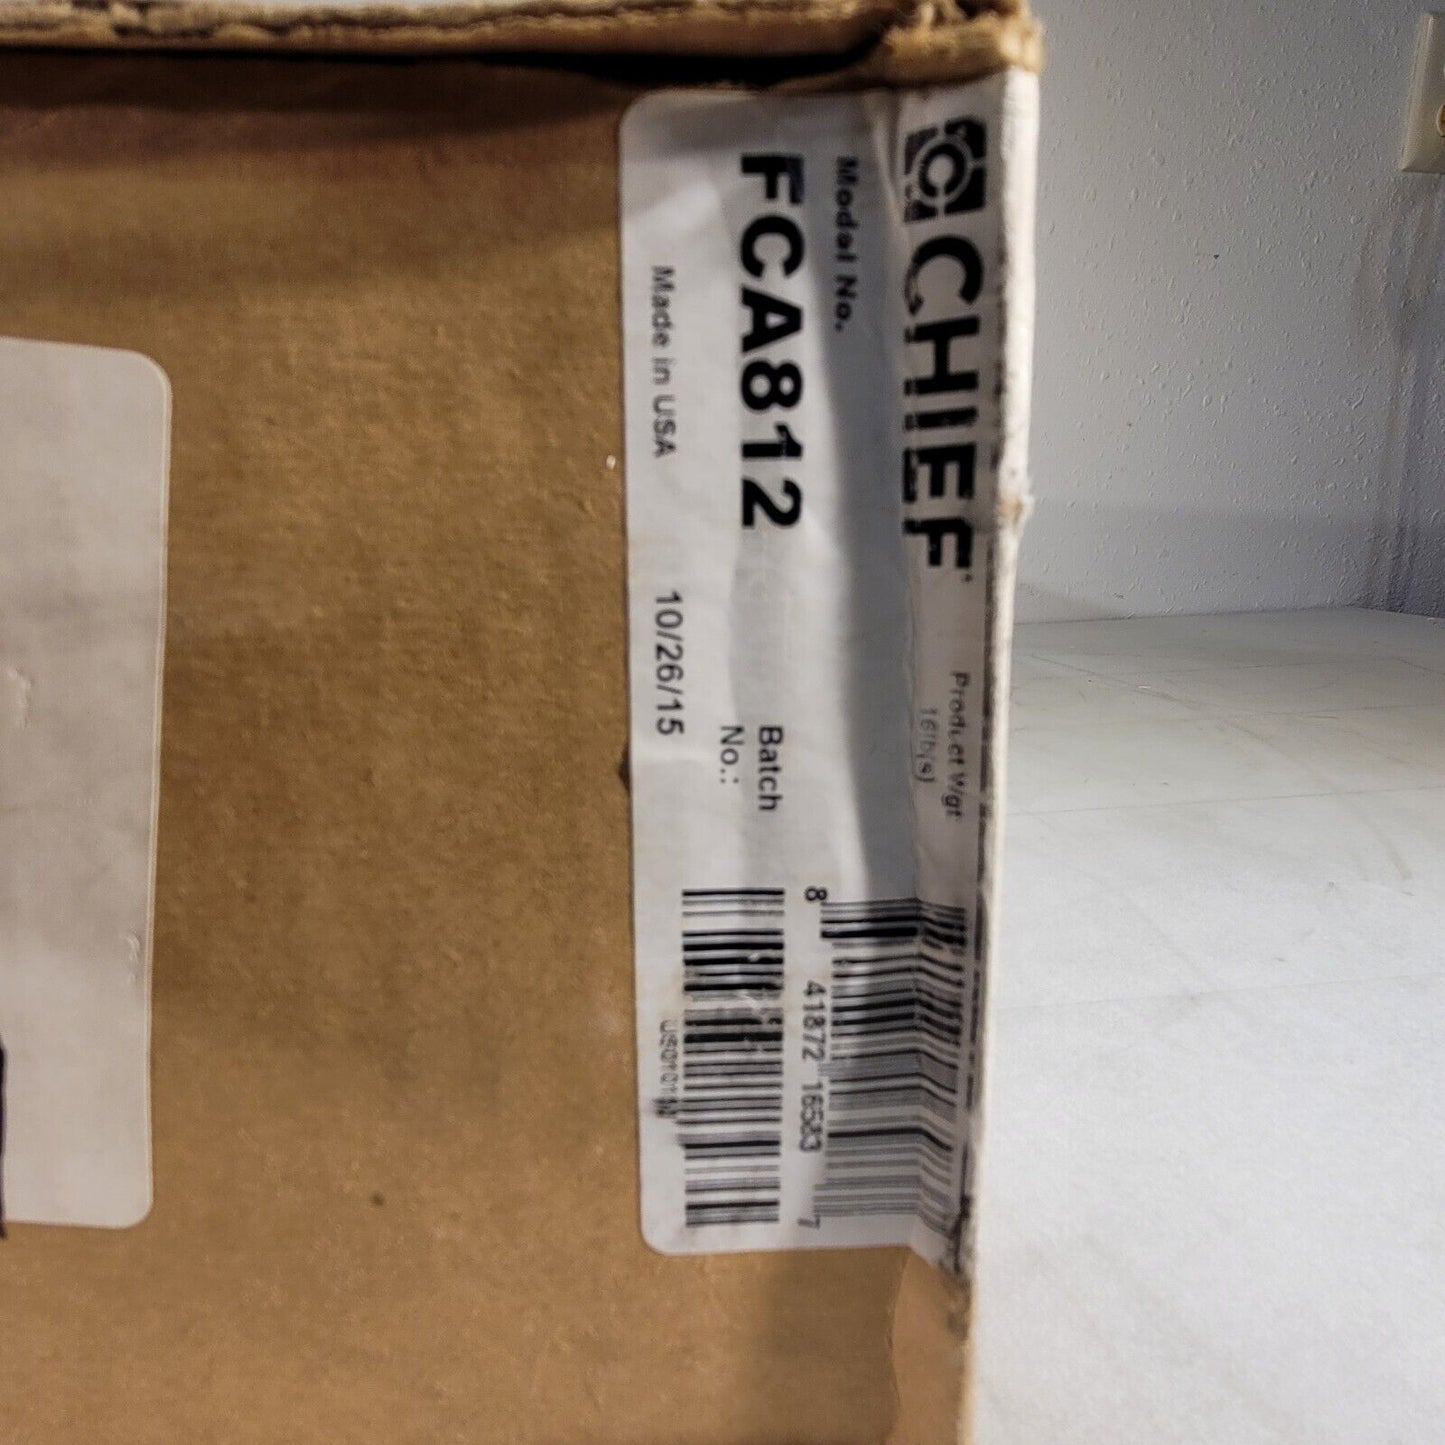 CHIEF
Product Wgt
16lb(s)
Model No.
FCA812
Batch
No.:
8 41872 16583 7
Made in USA 10/26/15